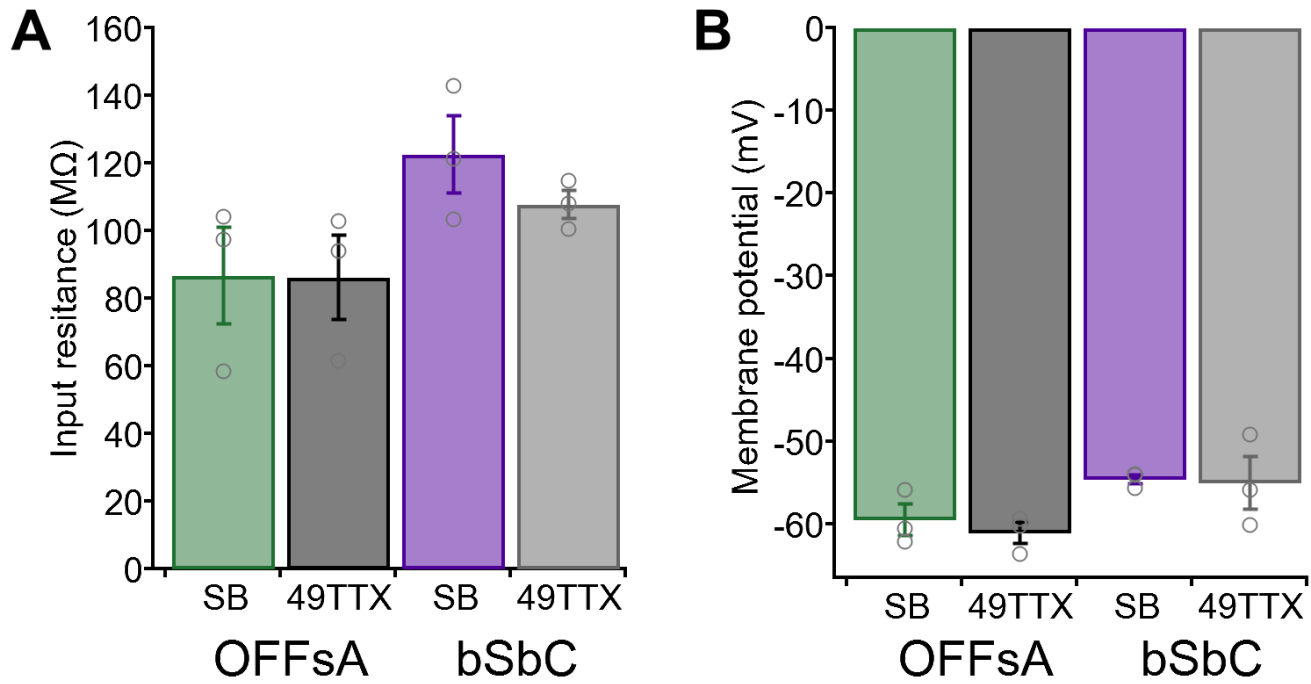 A
Input resitance (MΩ)
160
140
120
100
80
60
40
20
0
SB 49TTX SB 49TTX
OFFsA bSbC
B
Membrane potential (mV)
0
-10
-20
-30
-40
-50
-60
SB 49TTX SB 49TTX
OFFsA bSbC